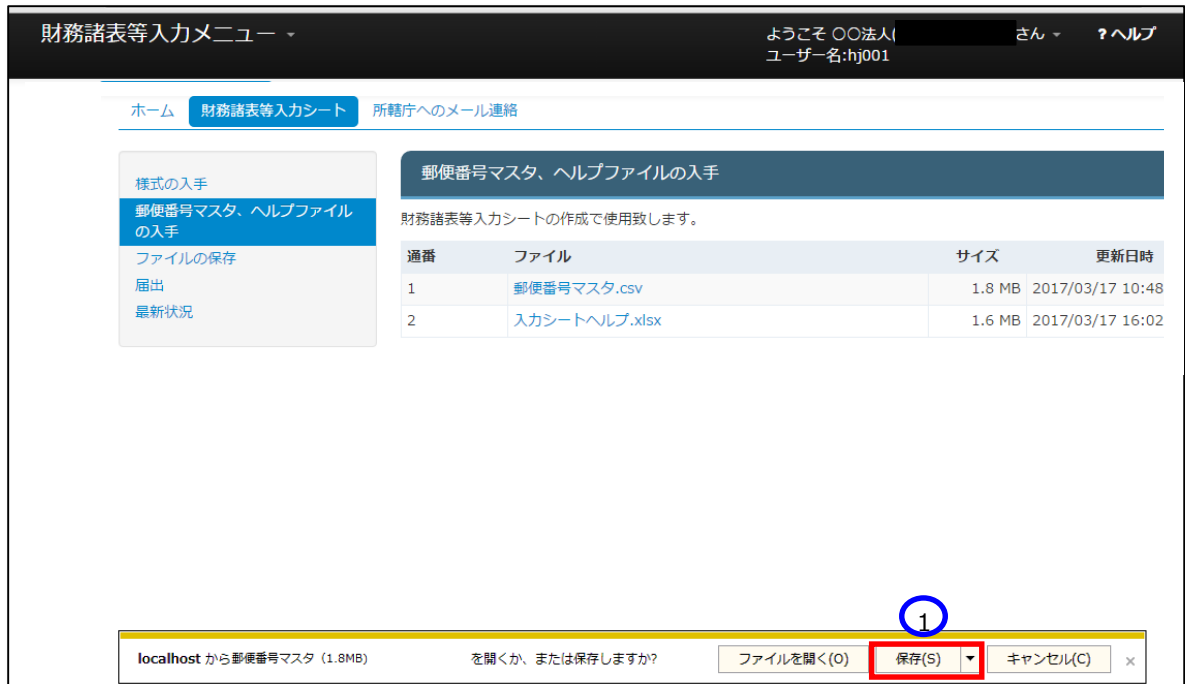 財務諸表等入力メニュー
ようこそ 〇〇法人( さん
?ヘルプ
ユーザー名:hj001
ホーム 財務諸表等入力シート 所轄庁へのメール連絡
様式の入手
郵便番号マスタ、ヘルプファイル
の入手
ファイルの保存
届出
最新状況
郵便番号マスタ、ヘルプファイルの入手
財務諸表等入力シートの作成で使用致します。
通番 ファイル サイズ 更新日時
1 郵便番号マスタ.csv 1.8 MB 2017/03/17 10:48
2 入力シートヘルプ.xlsx 1.6 MB 2017/03/17 16:02
1
localhost から郵便番号マスタ (1.8MB) を開くか、または保存しますか? ファイルを開く(O) 保存(S) キャンセル(C) ×